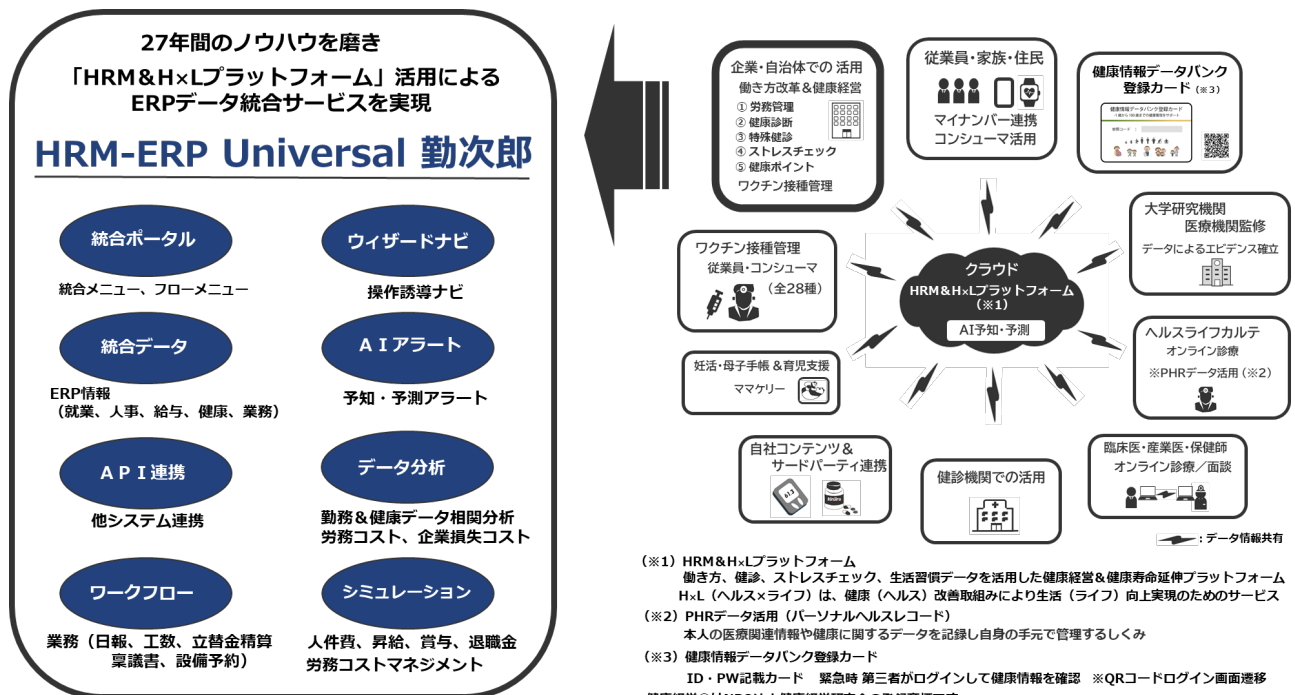 27年間のノウハウを磨き
「HRM&H×Lプラットフォーム」活用による
ERPデータ統合サービスを実現
HRM-ERP Universal 勤次郎
統合ポータル
統合メニュー、フローメニュー
ウィザードナビ
操作誘導ナビ
統合データ
ERP情報
（就業、人事、給与、健康、業務）
ＡＩアラート
予知・予測アラート
ＡＰＩ連携
他システム連携
データ分析
勤務＆健康データ相関分析
労務コスト、企業損失コスト
ワークフロー
業務（日報、工数、立替金精算
稟議書、設備予約）
シミュレーション
人件費、昇給、賞与、退職金
労務コストマネジメント
企業・自治体での 活用
働き方改革＆健康経営
① 労務管理
② 健康診断
③ 特殊健診
④ ストレスチェック
⑤ 健康ポイント
ワクチン接種管理
従業員・家族・住民
マイナンバー連携
コンシューマ活用
健康情報データバンク
登録カード（※３）
健康情報データバンク登録カード
大学研究機関
医療機関監修
データによるエビデンス確立
ワクチン接種管理
従業員・コンシューマ
（全28種）
クラウド
HRM&H×Lプラットフォーム
（※1）
AI予知・予測
ヘルスライフカルテ
オンライン診療
※PHRデータ活用（※2）
妊活・母子手帳 ＆育児支援
ママケリー
自社コンテンツ＆
サードパーティ連携
健診機関での活用
臨床医・産業医・保健師
オンライン診療／面談
：データ情報共有
（※1）HRM＆H×Lプラットフォーム
働き方、健診、ストレスチェック、生活習慣データを活用した健康経営＆健康寿命延伸プラットフォーム
H×L（ヘルス×ライフ）は、健康（ヘルス）改善取組みにより生活（ライフ）向上実現のためのサービス
（※2）PHRデータ活用（パーソナルヘルスレコード）
本人の医療関連情報や健康に関するデータを記録し自身の手元で管理するしくみ
（※3）健康情報データバンク登録カード
ID・PW記載カード　緊急時 第三者がログインして健康情報を確認　※QRコードログイン画面遷移